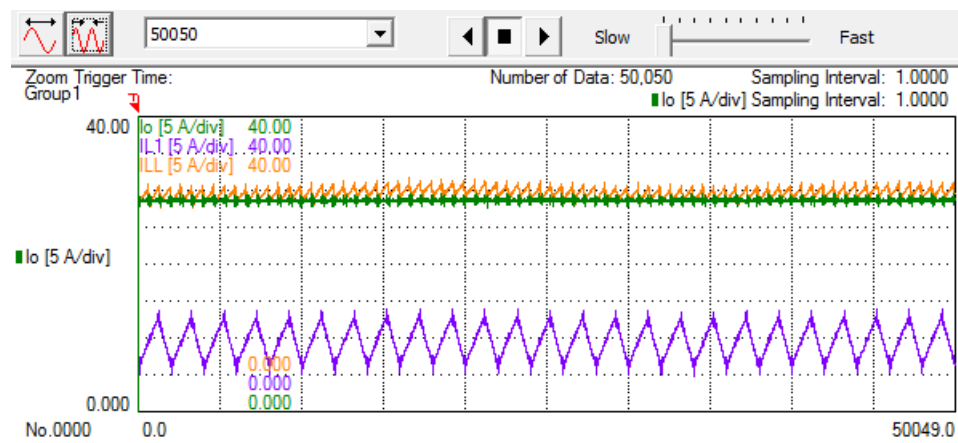 50050
Slow
Fast
Zoom Trigger Time:
Number of Data: 50,050
Sampling Interval: 1.0000
Group1
Io [5 A/div] Sampling Interval: 1.0000
40.00
Io [5 A/div] 40.00
IL1 [5 A/div] 40.00
ILL [5 A/div] 40.00
Io [5 A/div]
0.000
0.000
0.000
0.000
No.0000
0.0
50049.0